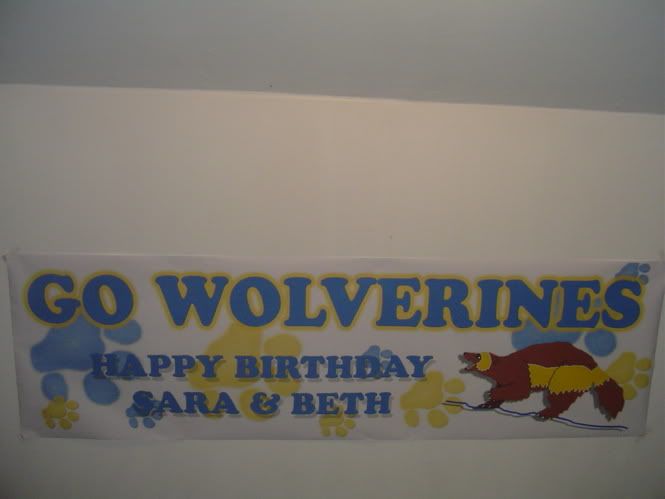 GO WOLVERINES
HAPPY BIRTHDAY
SARA & BETH